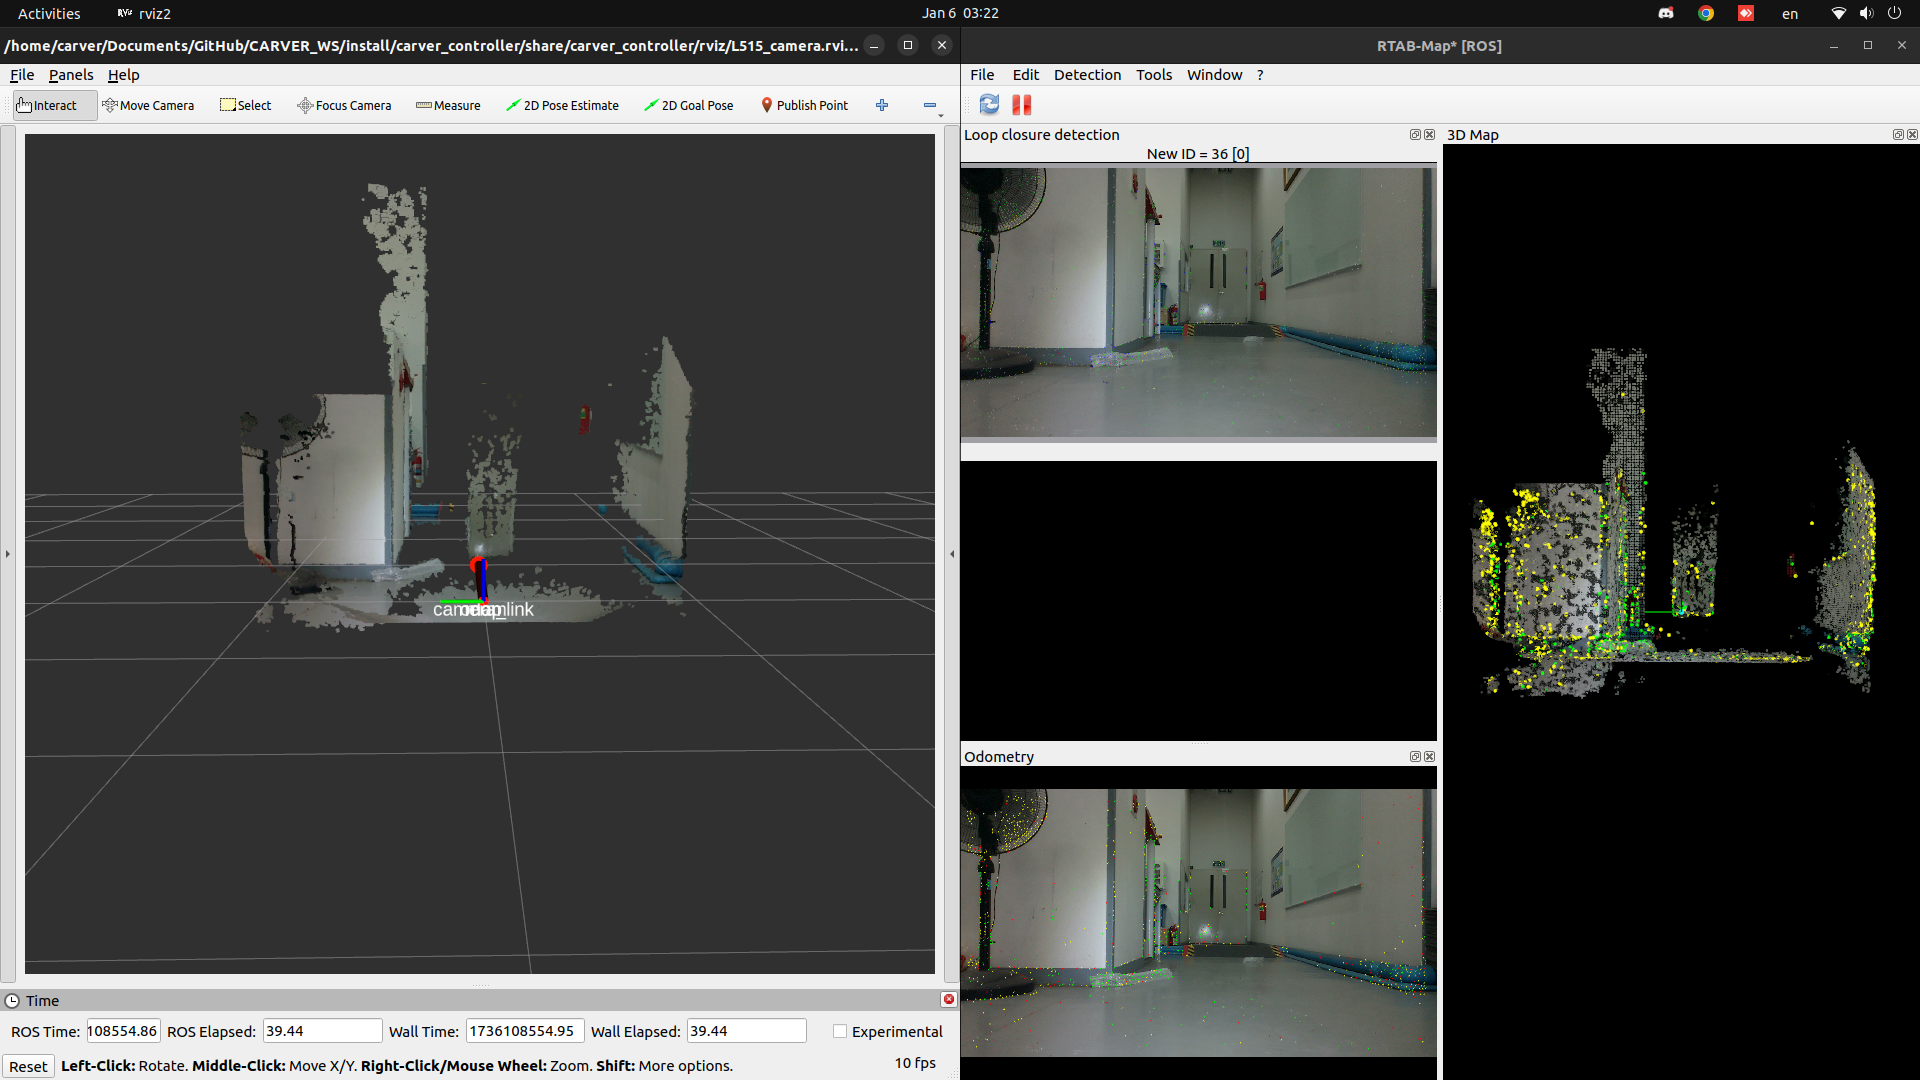 Activities
rviz2
Jan 6 03:22
en
/home/carver/Documents/GitHub/CARVER_WS/install/carver_controller/share/carver_controller/rviz/L515_camera.rvi...
File Panels Help
Interact
Move Camera
Select
Focus Camera
Measure
2D Pose Estimate
2D Goal Pose
Publish Point
map
Time
ROS Time: 108554.86 ROS Elapsed: 39.44 Wall Time: 1736108554.95 Wall Elapsed: 39.44 Experimental
Reset Left-Click: Rotate. Middle-Click: Move X/Y. Right-Click/Mouse Wheel: Zoom. Shift: More options. 10 fps
RTAB-Map* [ROS]
File Edit Detection Tools Window ?
Loop closure detection
New ID = 36 [0]
Odometry
3D Map